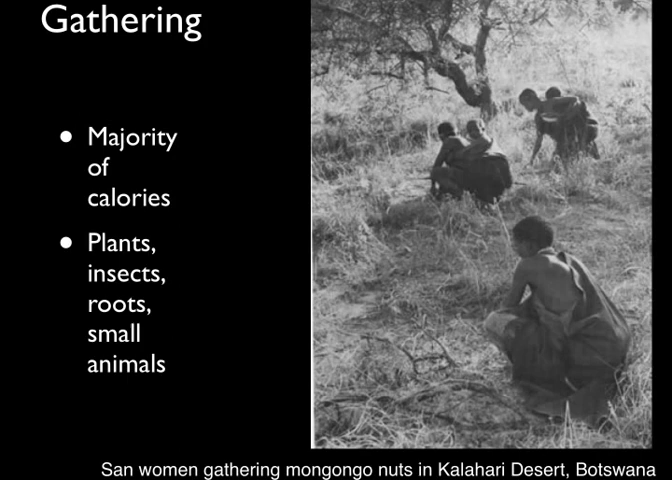 Gathering
• Majority
of
calories
• Plants,
insects,
roots,
small
animals
San women gathering mongongo nuts in Kalahari Desert, Botswana